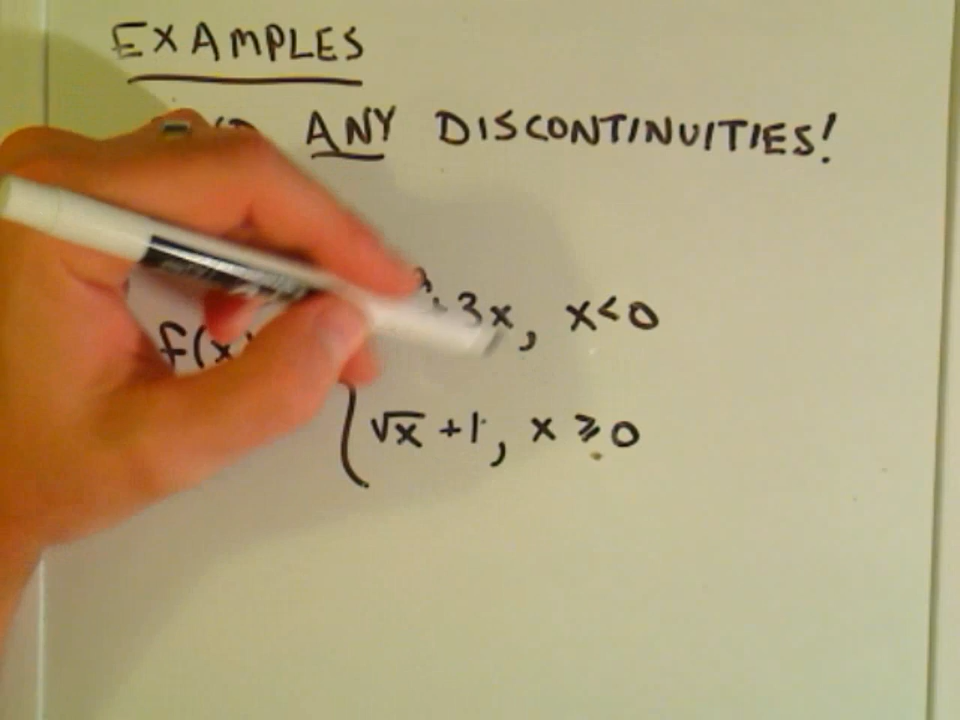 EXAMPLES
ANY DISCONTINUITIES!
+ 3x, x<0
f(x
√x +1, x ≥ 0